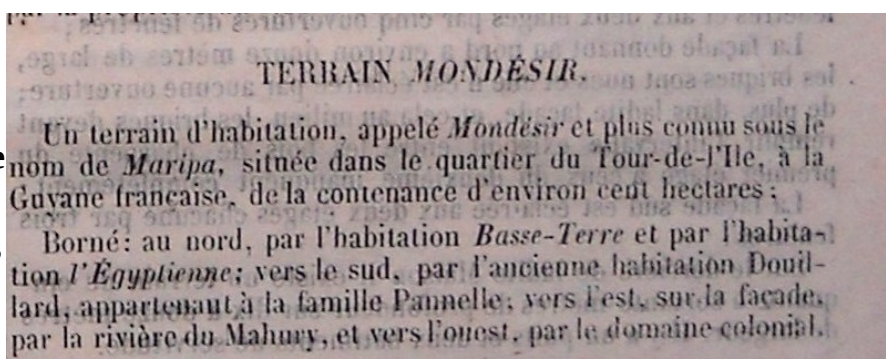 TERRAIN MONDÉSIR.
Un terrain d'habitation, appelé Mondésir et plus connu sous le
nom de Maripa, située dans le quartier du Tour-de-l'Ile, à la
Guyane française, de la contenance d'environ cent hectares;
Borné: au nord, par l'habitation Basse-Terre et par l'habita-
tion l'Égyptienne; vers le sud, par l'ancienne habitation Douil-
lard, appartenant à la famille Pannelle; vers l'est, sur la façade,
par la rivière du Mahury, et vers l'ouest, par le domaine colonial.